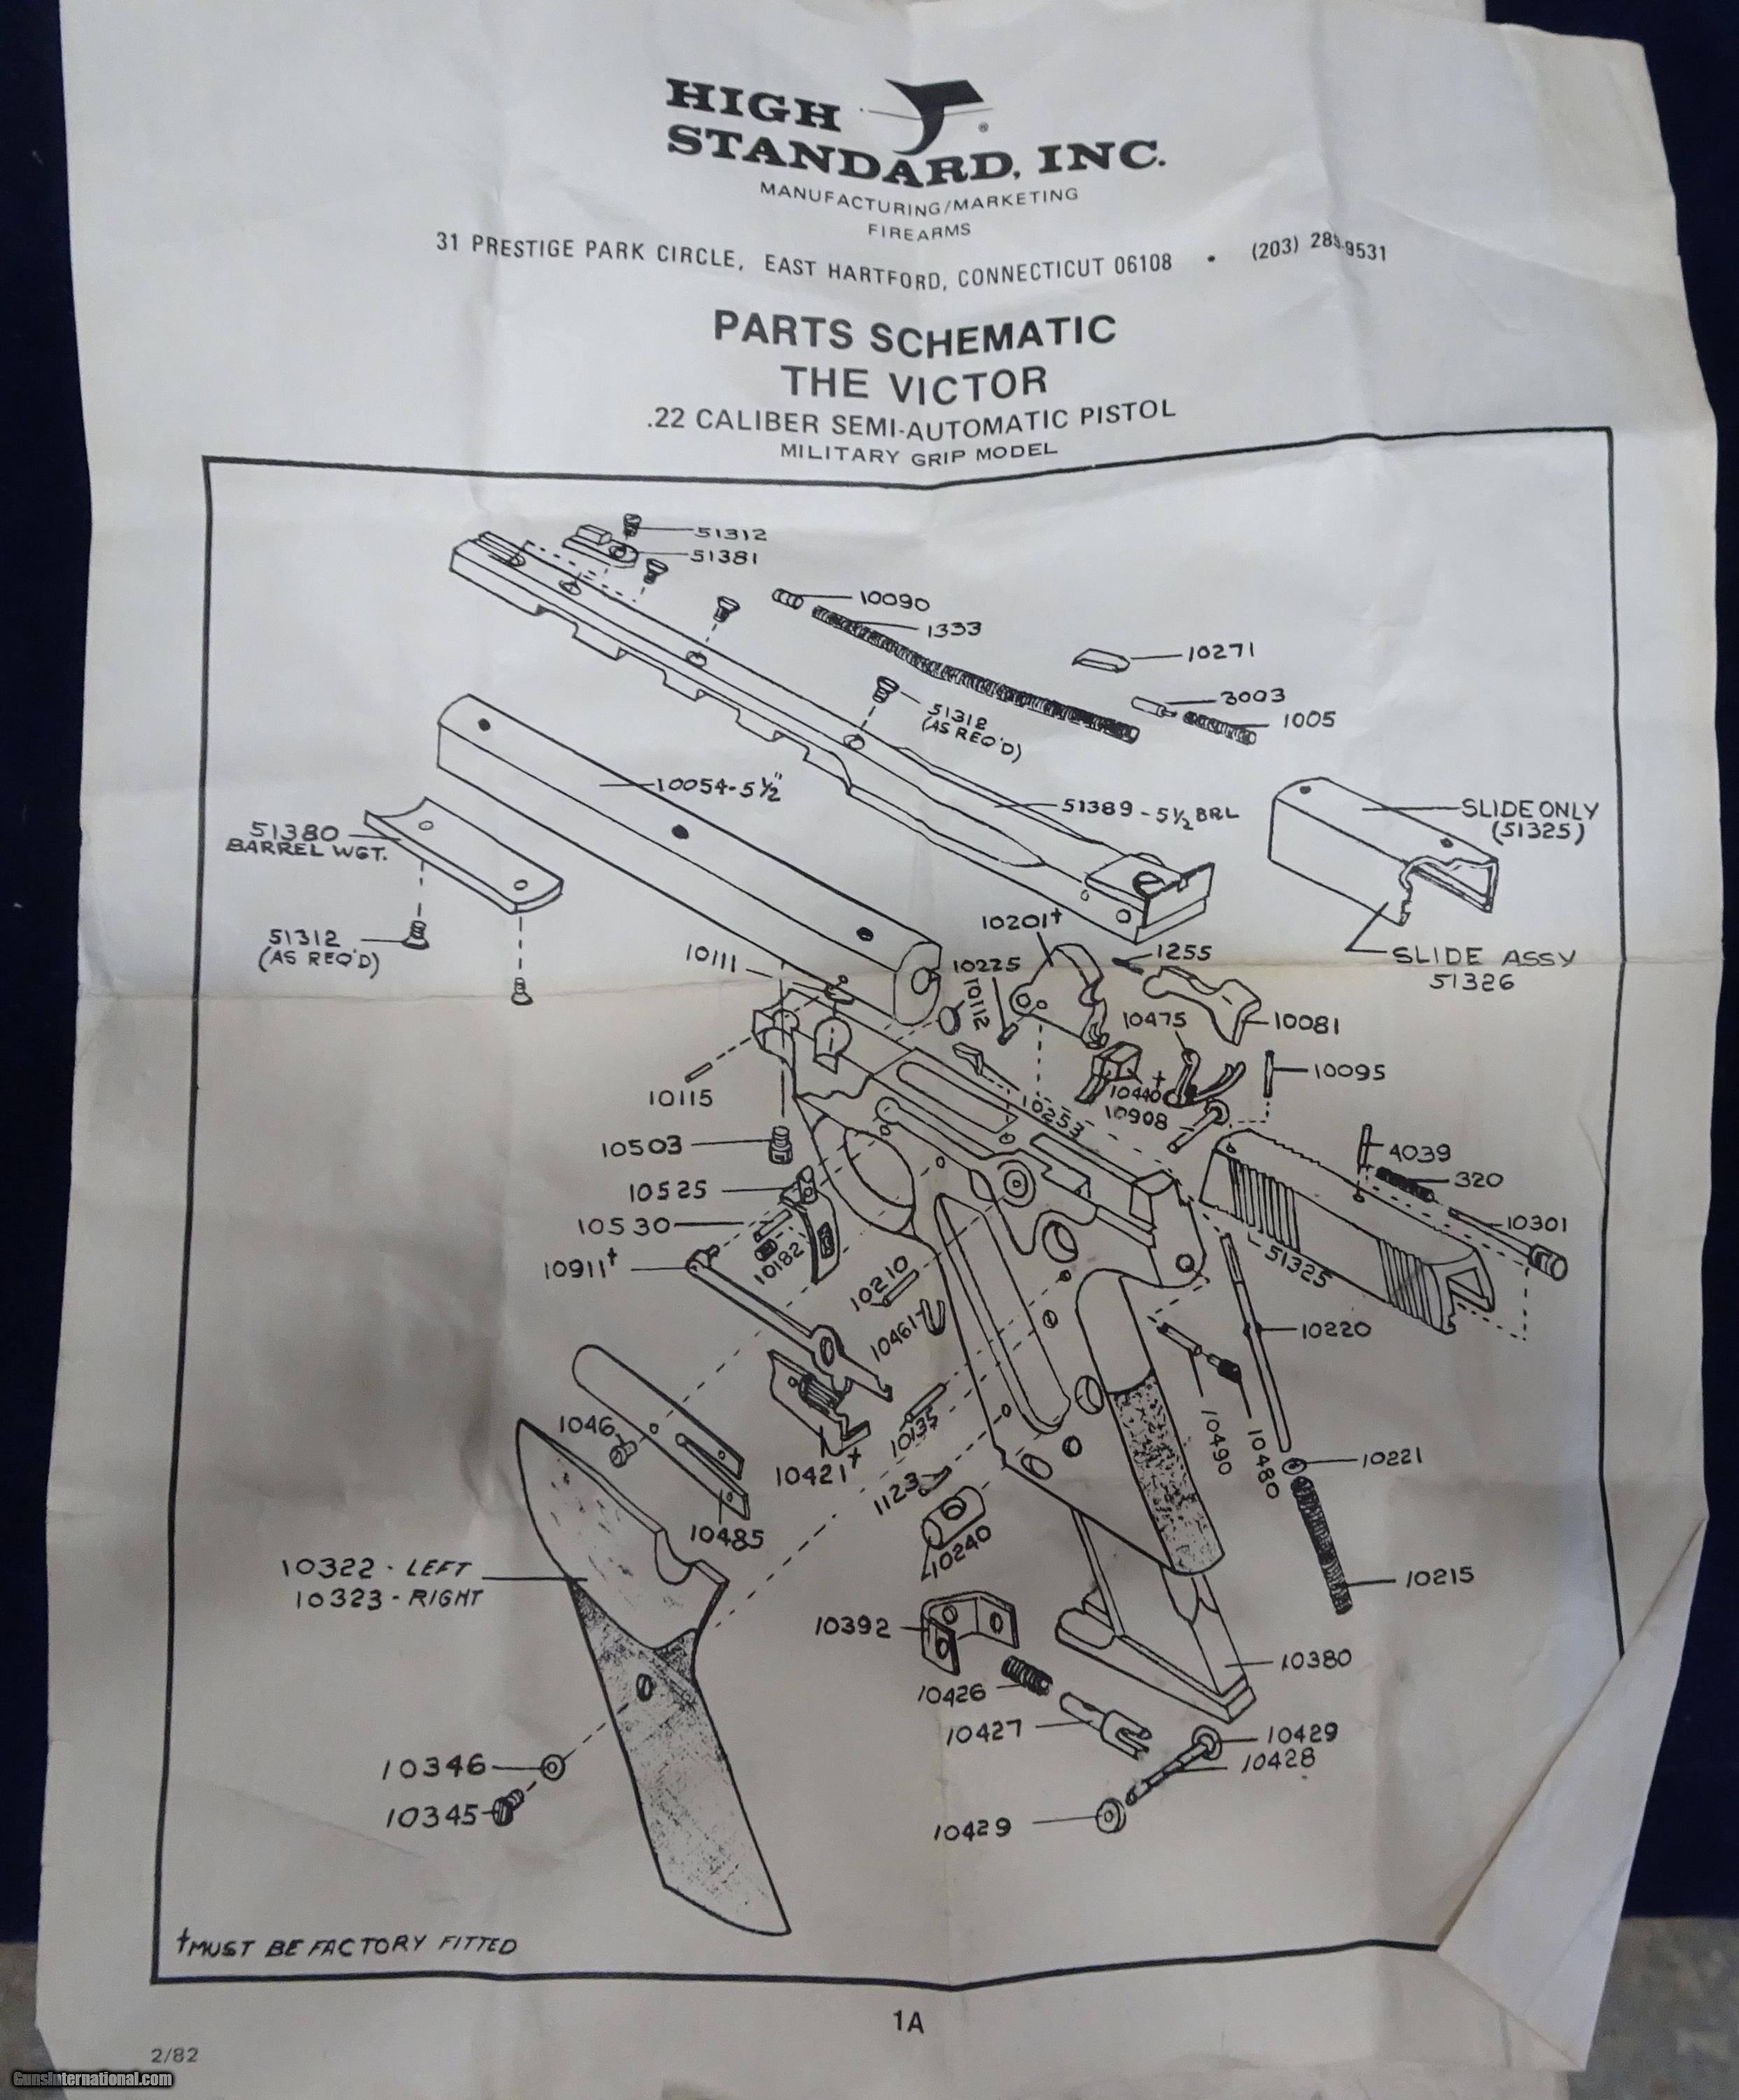 HIGH
STANDARD, INC.
®
MANUFACTURING/MARKETING
FIREARMS
31 PRESTIGE PARK CIRCLE, EAST HARTFORD, CONNECTICUT 06108 • (203) 289-9531
PARTS SCHEMATIC
THE VICTOR
.22 CALIBER SEMI-AUTOMATIC PISTOL
MILITARY GRIP MODEL
51312
51381
10090
1333
10271
3003
1005
51312
(AS REQ'D)
10054-5½"
51389-5½ BRL
SLIDE ONLY
(51325)
51380
BARREL WGT.
51312
(AS REQ'D)
SLIDE ASSY
51326
10201†
1255
10111
10225
10112
10475
10081
10095
10115
10440†
10908
10253
10503
4039
320
10525
10530
10301
10182
51325
10911†
10210
10461
10220
1046
10135
10490
10480
10421†
10221
1123
10485
10240
10322 - LEFT
10323 - RIGHT
10215
10392
10380
10426
10427
10429
10428
10346
10345
10429
†MUST BE FACTORY FITTED
1A
2/82
GunsInternational.com